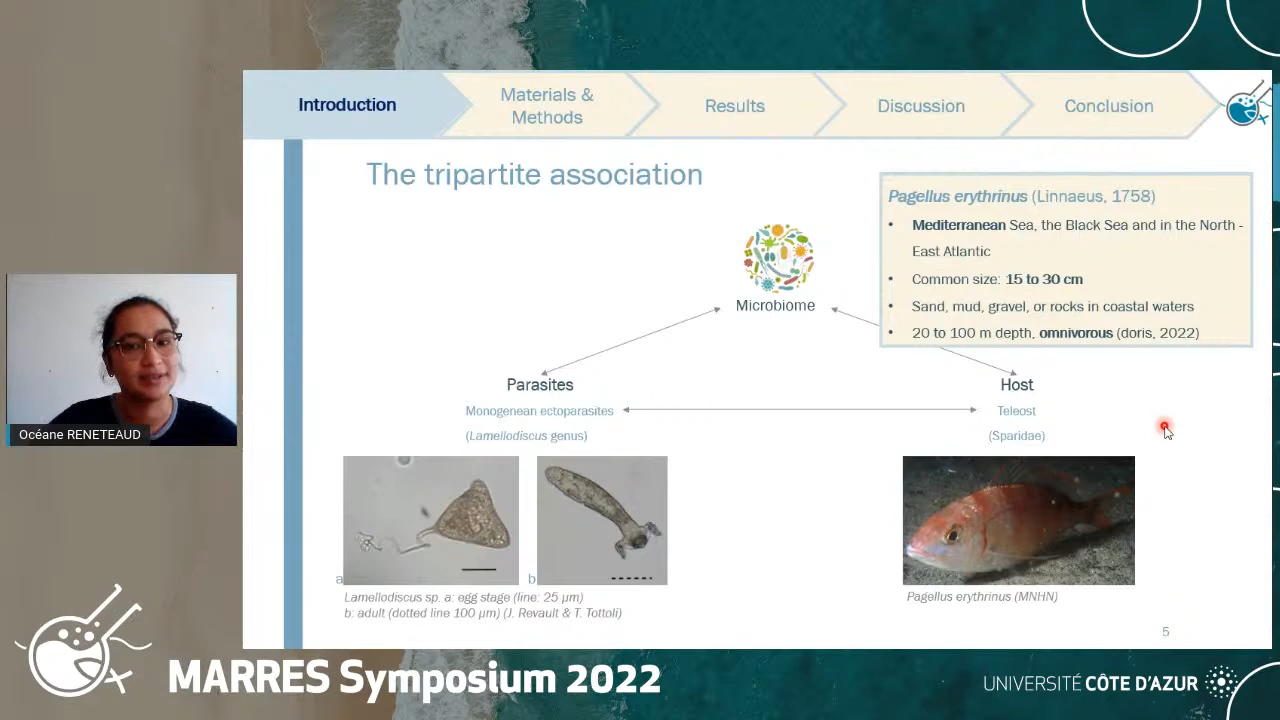 Introduction
Materials &
Methods
Results
Discussion
Conclusion
The tripartite association
Pagellus erythrinus (Linnaeus, 1758)
• Mediterranean Sea, the Black Sea and in the North -
East Atlantic
• Common size: 15 to 30 cm
• Sand, mud, gravel, or rocks in coastal waters
• 20 to 100 m depth, omnivorous (doris, 2022)
Microbiome
Parasites
Monogenean ectoparasites
(Lamellodiscus genus)
Host
Teleost
(Sparidae)
Océane RENETEAUD
a
b
Lamellodiscus sp. a: egg stage (line: 25 µm)
b: adult (dotted line 100 µm) (J. Revault & T. Tottoli)
Pagellus erythrinus (MNHN)
5
MARRES Symposium 2022
UNIVERSITÉ CÔTE D'AZUR